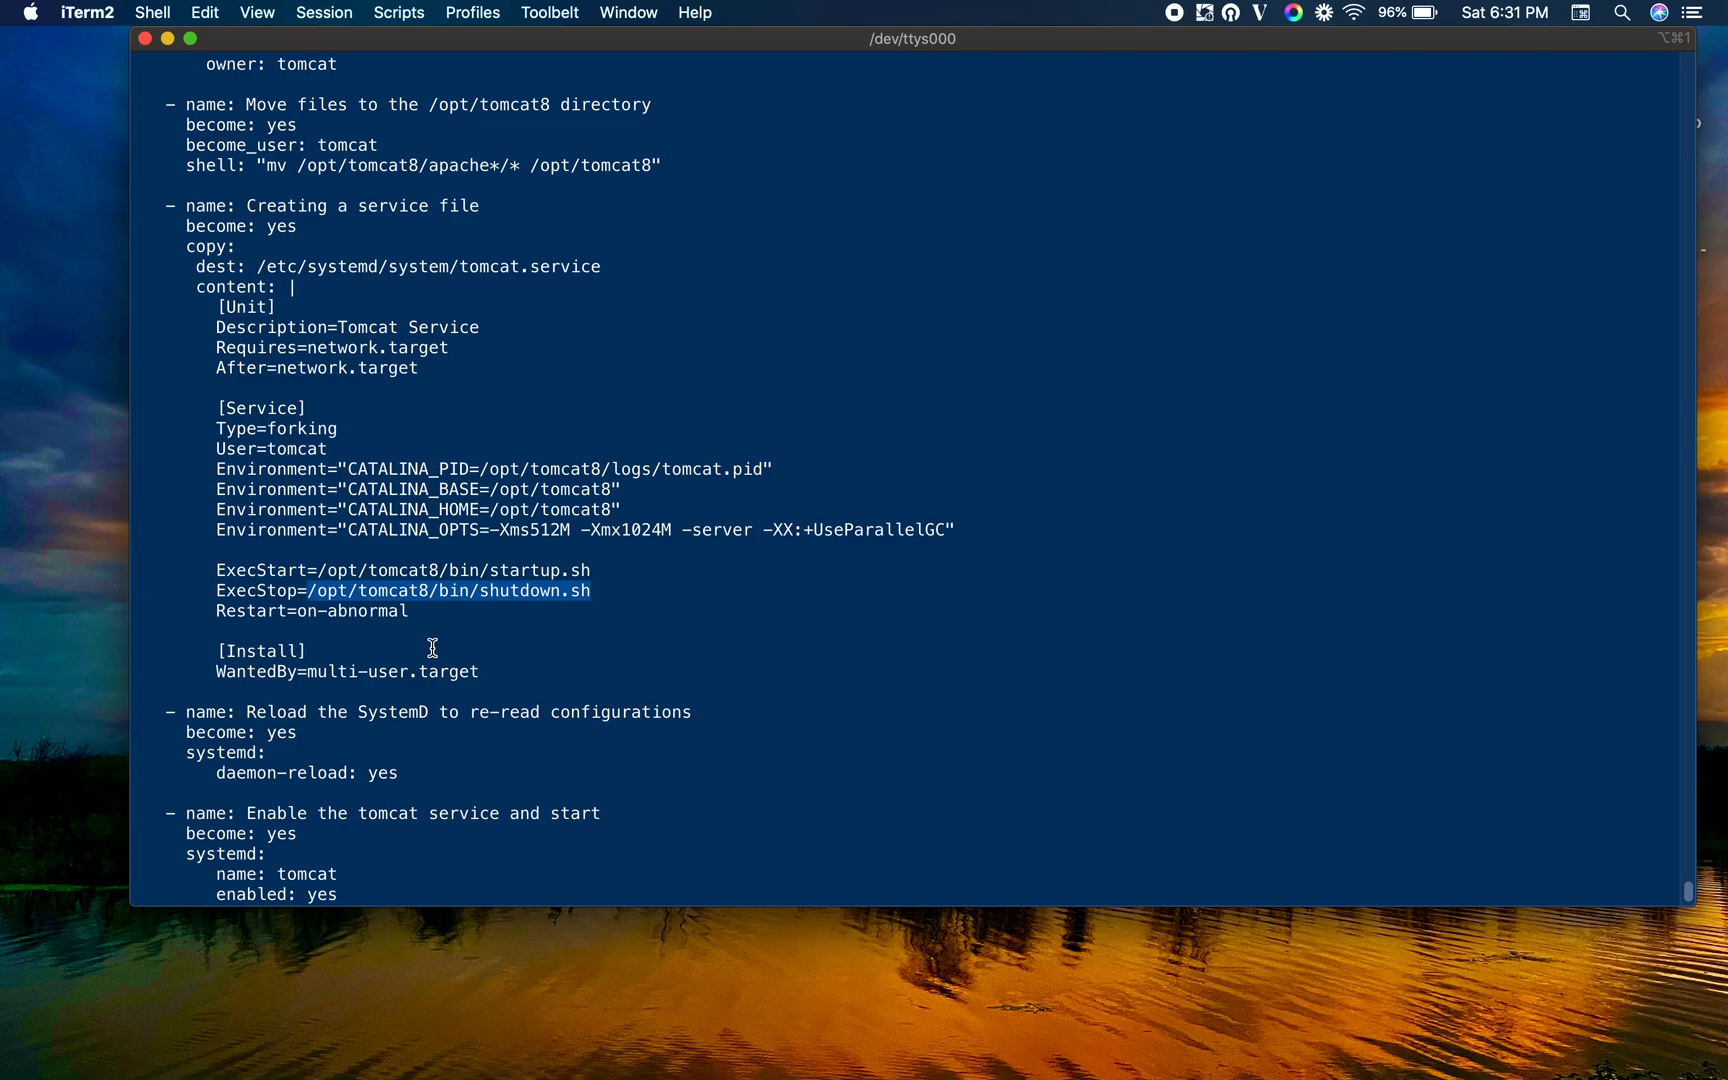 iTerm2 Shell Edit View Session Scripts Profiles Toolbelt Window Help 96% Sat 6:31 PM
/dev/ttys000 ⌥⌘1
owner: tomcat
- name: Move files to the /opt/tomcat8 directory
become: yes
become_user: tomcat
shell: "mv /opt/tomcat8/apache*/* /opt/tomcat8"
- name: Creating a service file
become: yes
copy:
dest: /etc/systemd/system/tomcat.service
content: |
[Unit]
Description=Tomcat Service
Requires=network.target
After=network.target
[Service]
Type=forking
User=tomcat
Environment="CATALINA_PID=/opt/tomcat8/logs/tomcat.pid"
Environment="CATALINA_BASE=/opt/tomcat8"
Environment="CATALINA_HOME=/opt/tomcat8"
Environment="CATALINA_OPTS=-Xms512M -Xmx1024M -server -XX:+UseParallelGC"
ExecStart=/opt/tomcat8/bin/startup.sh
ExecStop=/opt/tomcat8/bin/shutdown.sh
Restart=on-abnormal
[Install]
WantedBy=multi-user.target
- name: Reload the SystemD to re-read configurations
become: yes
systemd:
daemon-reload: yes
- name: Enable the tomcat service and start
become: yes
systemd:
name: tomcat
enabled: yes